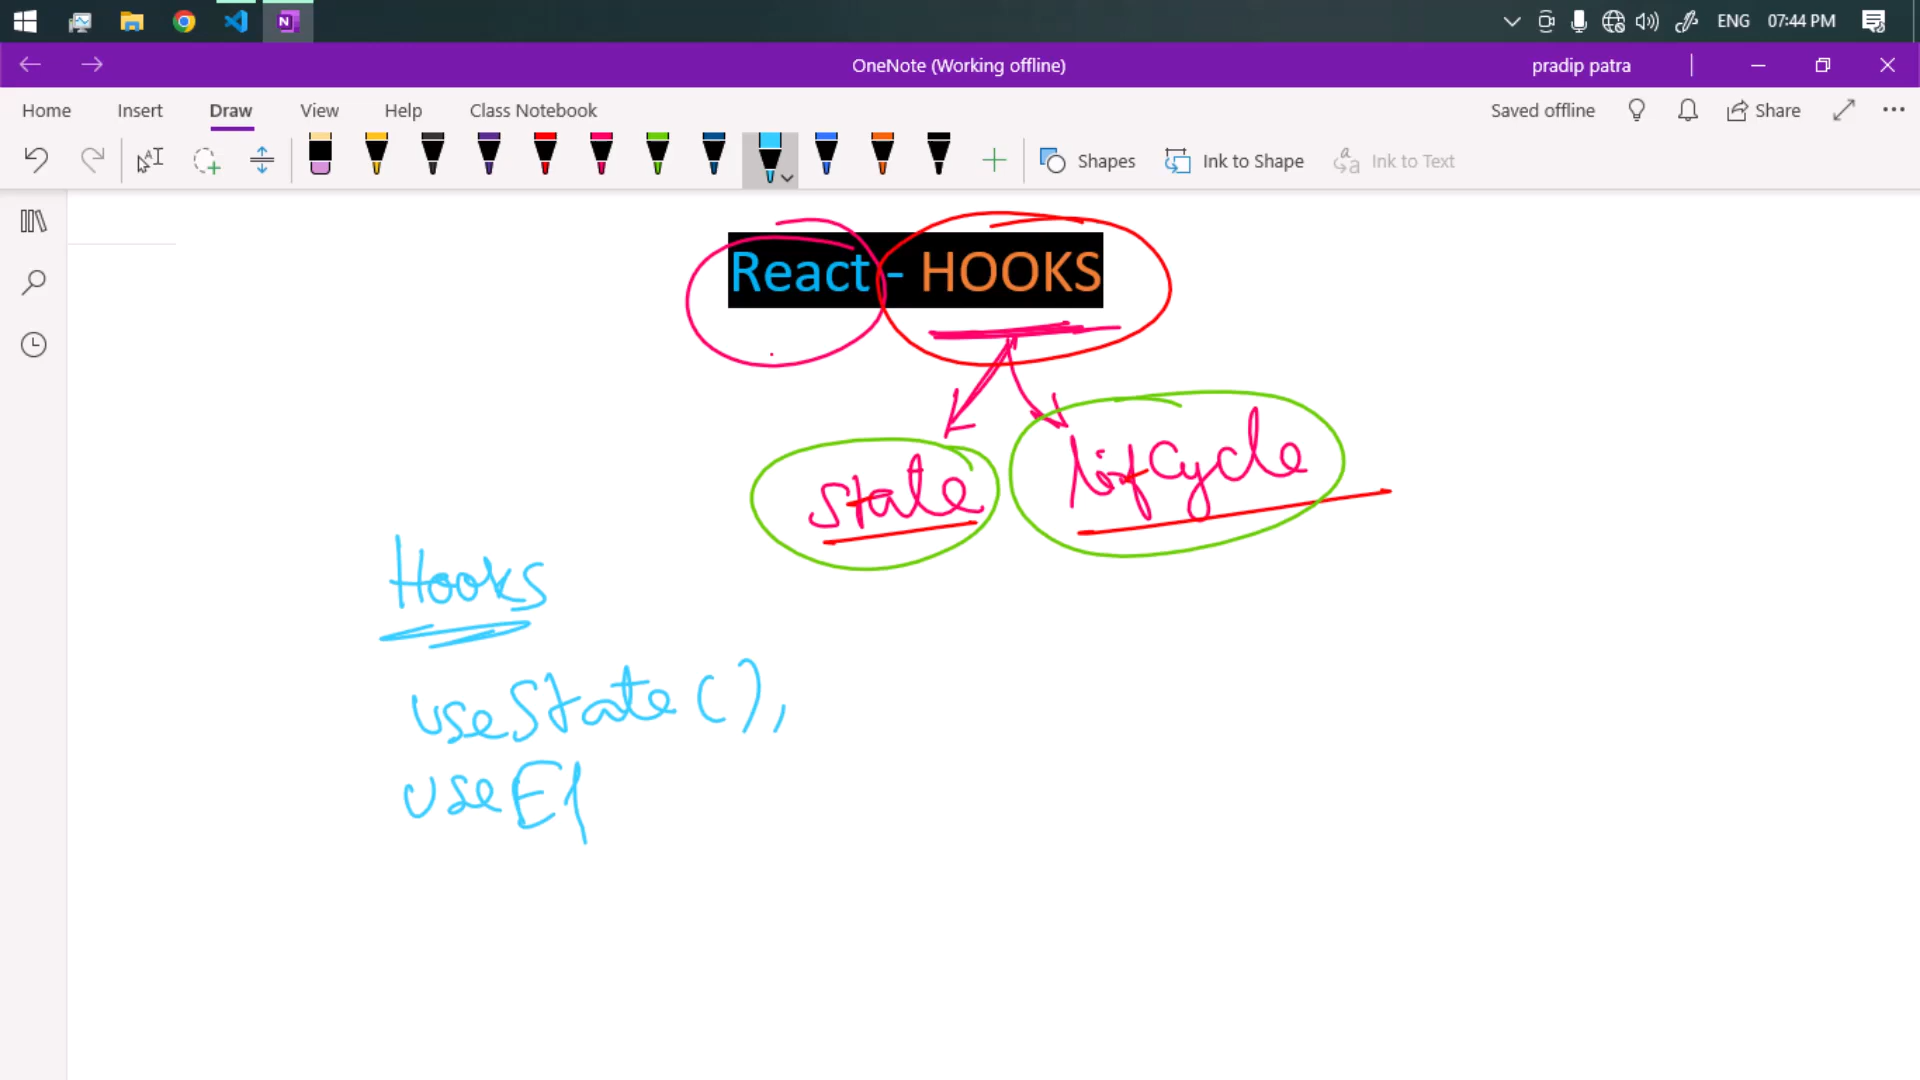 ENG 07:44 PM
OneNote (Working offline)
pradip patra
Home Insert Draw View Help Class Notebook
Saved offline Share
Shapes Ink to Shape Ink to Text
React - HOOKS
state lifCycle
Hooks
useState(),
useEf